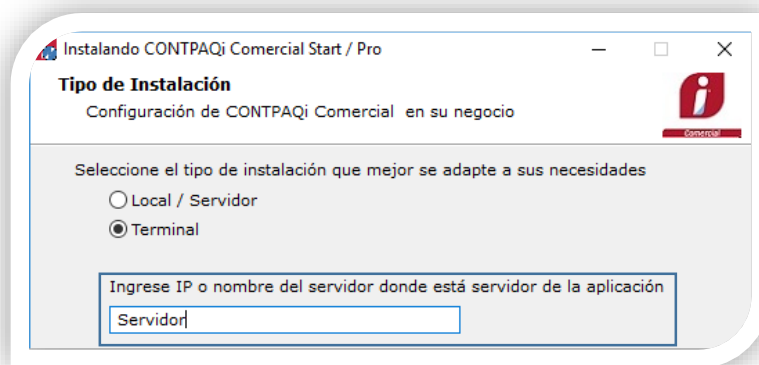 Instalando CONTPAQi Comercial Start / Pro
Tipo de Instalación
Configuración de CONTPAQi Comercial en su negocio
Comercial
Seleccione el tipo de instalación que mejor se adapte a sus necesidades
Local / Servidor
Terminal
Ingrese IP o nombre del servidor donde está servidor de la aplicación
Servidor